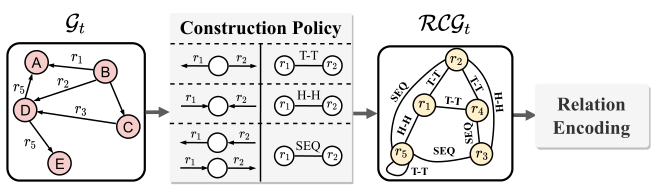 𝒢t
Construction Policy
ℛ𝒞𝒢t
A
r1
B
r5
r2
D
r3
C
r5
E
r1 r2
r1 T-T r2
r1 r2
r1 H-H r2
r1 r2
r1 r2
r1 SEQ r2
r2
SEQ
T-T
T-T
H-H
r1
T-T
r4
H-H
SEQ
r5
SEQ
r3
T-T
Relation
Encoding